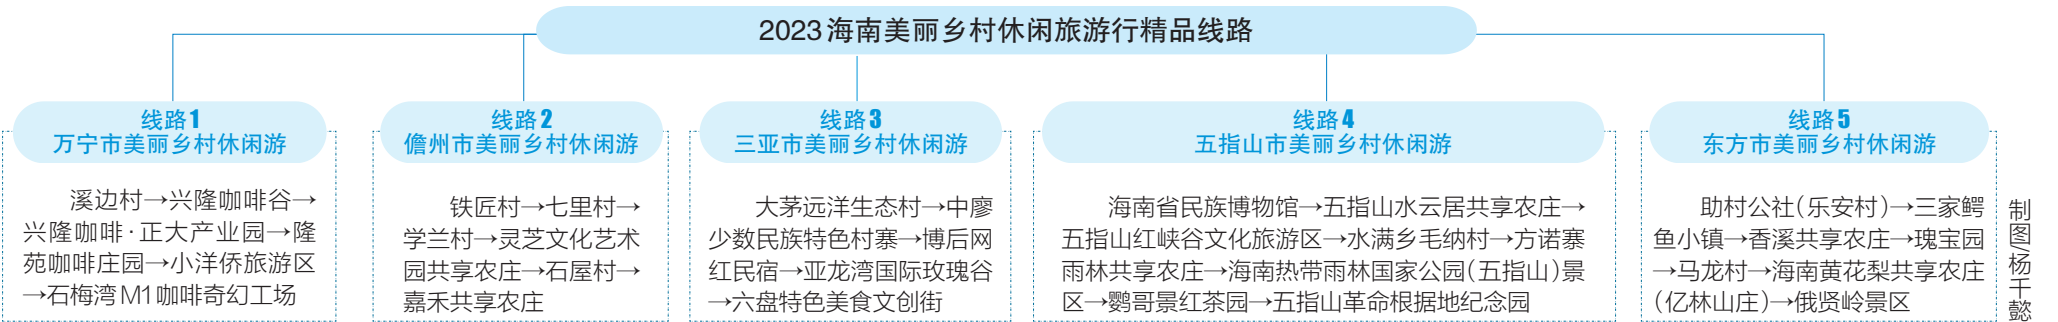 2023海南美丽乡村休闲旅游行精品线路
线路1
万宁市美丽乡村休闲游
溪边村→兴隆咖啡谷→
兴隆咖啡·正大产业园→隆
苑咖啡庄园→小洋侨旅游区
→石梅湾M1咖啡奇幻工场
线路2
儋州市美丽乡村休闲游
铁匠村→七里村→
学兰村→灵芝文化艺术
园共享农庄→石屋村→
嘉禾共享农庄
线路3
三亚市美丽乡村休闲游
大茅远洋生态村→中廖
少数民族特色村寨→博后网
红民宿→亚龙湾国际玫瑰谷
→六盘特色美食文创街
线路4
五指山市美丽乡村休闲游
海南省民族博物馆→五指山水云居共享农庄→
五指山红峡谷文化旅游区→水满乡毛纳村→方诺寨
雨林共享农庄→海南热带雨林国家公园(五指山)景
区→鹦哥景红茶园→五指山革命根据地纪念园
线路5
东方市美丽乡村休闲游
助村公社(乐安村)→三家鳄
鱼小镇→香溪共享农庄→瑰宝园
→马龙村→海南黄花梨共享农庄
(亿林山庄)→俄贤岭景区
制图/杨千懿